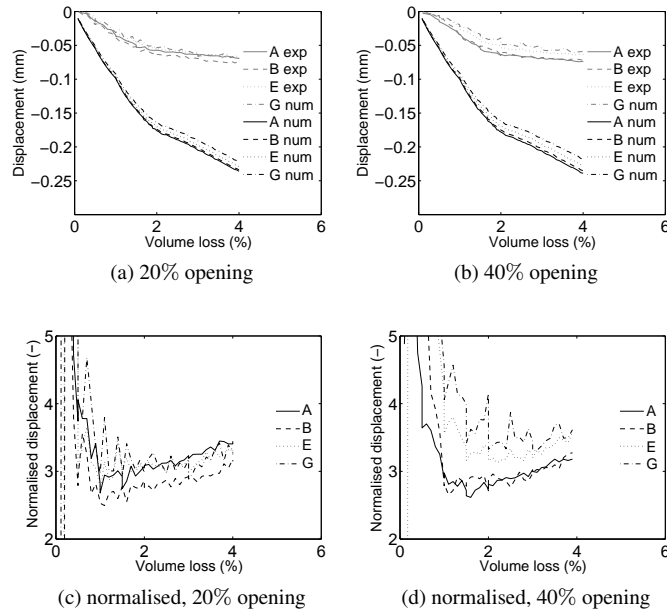 0
−0.05
−0.1
−0.15
−0.2
−0.25
0 2 4 6
Displacement (mm)
Volume loss (%)
A exp
B exp
E exp
G num
A num
B num
E num
G num
(a) 20% opening
0
−0.05
−0.1
−0.15
−0.2
−0.25
0 2 4 6
Displacement (mm)
Volume loss (%)
A exp
B exp
E exp
G num
A num
B num
E num
G num
(b) 40% opening
5
4
3
2
0 2 4 6
Normalised displacement (−)
Volume loss (%)
A
B
E
G
(c) normalised, 20% opening
5
4
3
2
0 2 4 6
Normalised displacement (−)
Volume loss (%)
A
B
E
G
(d) normalised, 40% opening